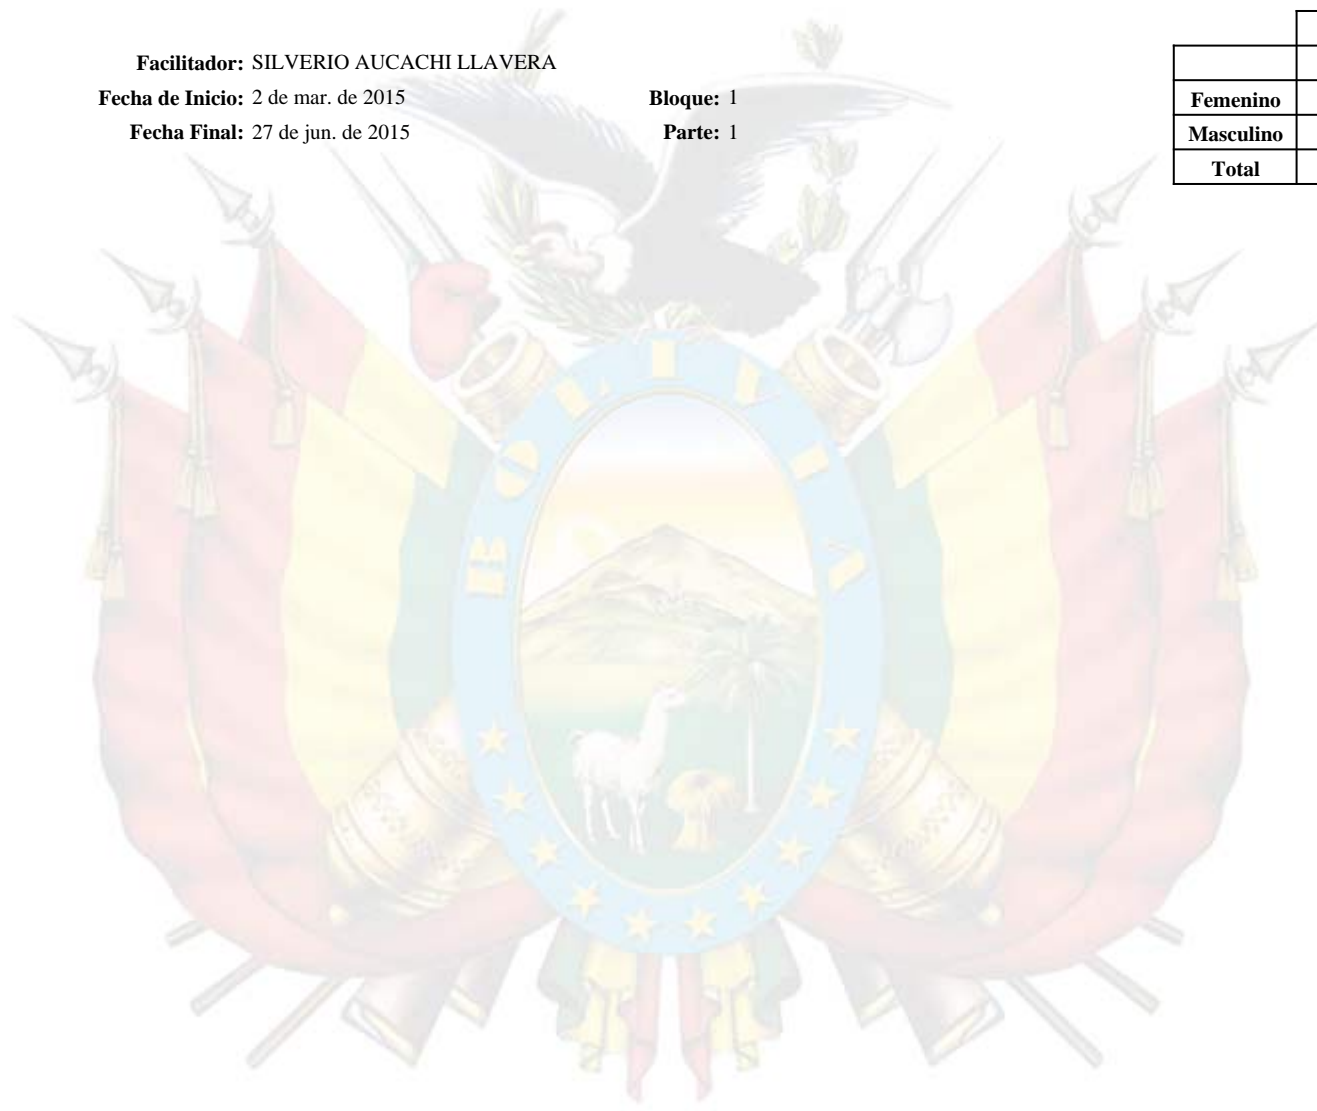 Facilitador: SILVERIO AUCACHI LLAVERA
Fecha de Inicio: 2 de mar. de 2015 Bloque: 1
Fecha Final: 27 de jun. de 2015 Parte: 1
Femenino
Masculino
Total
BOLIVIA